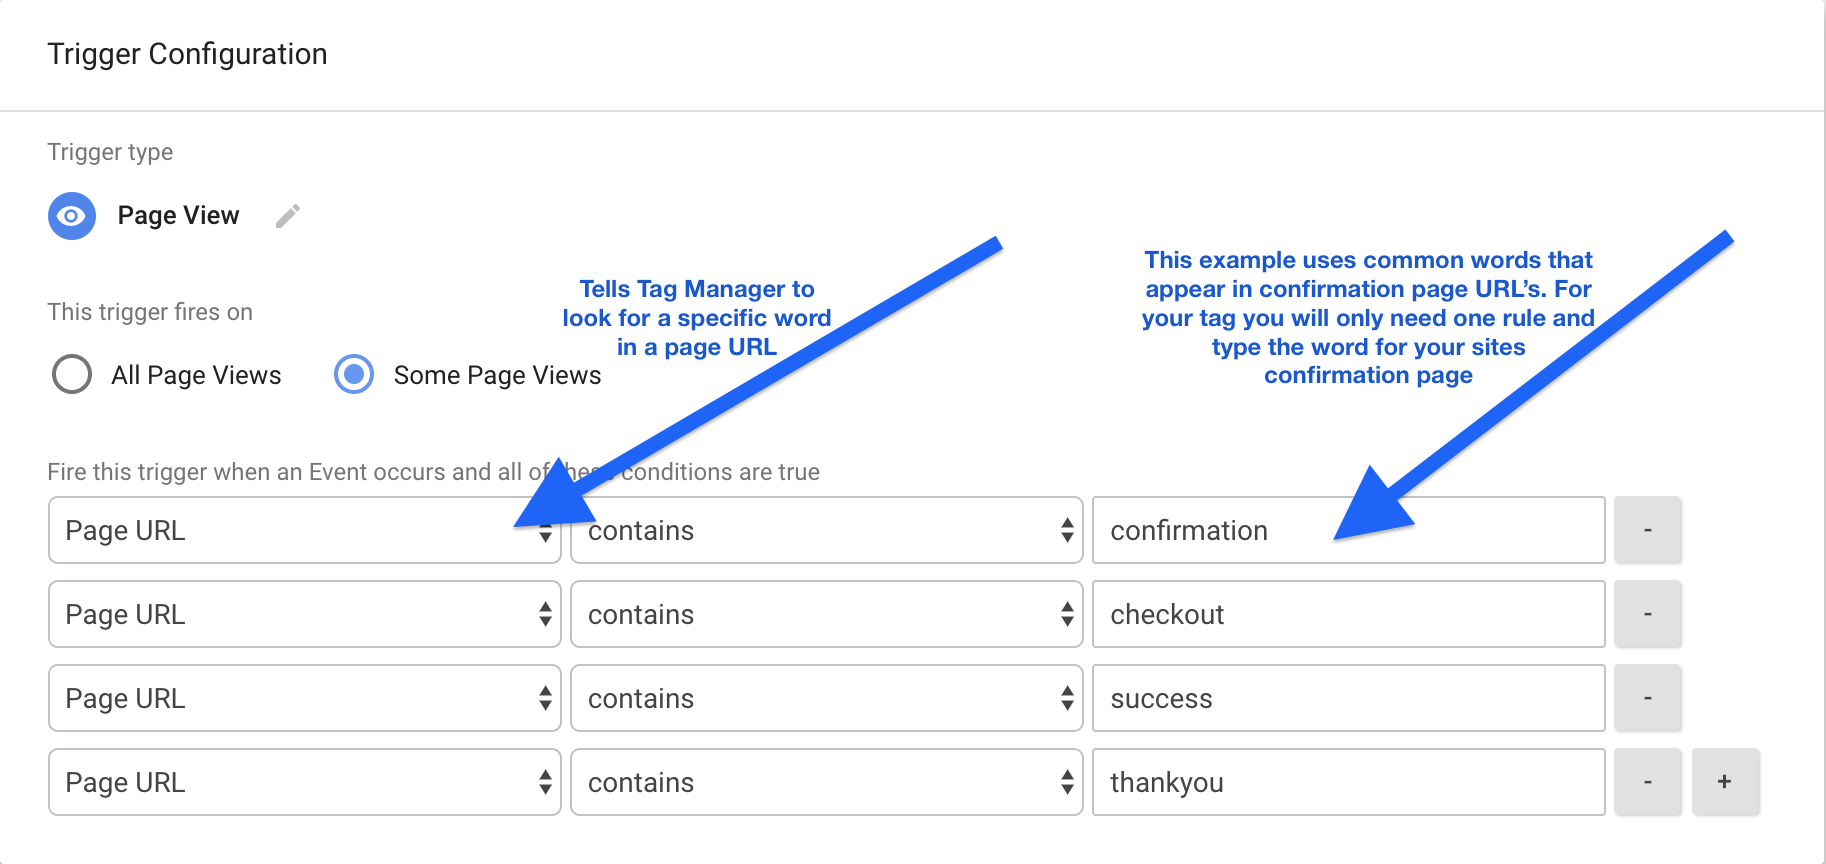 Trigger Configuration
Trigger type
Page View
Tells Tag Manager to
look for a specific word
in a page URL
This example uses common words that
appear in confirmation page URL's. For
your tag you will only need one rule and
type the word for your sites
confirmation page
This trigger fires on
All Page Views Some Page Views
Fire this trigger when an Event occurs and all of these conditions are true
Page URL contains confirmation -
Page URL contains checkout -
Page URL contains success -
Page URL contains thankyou - +